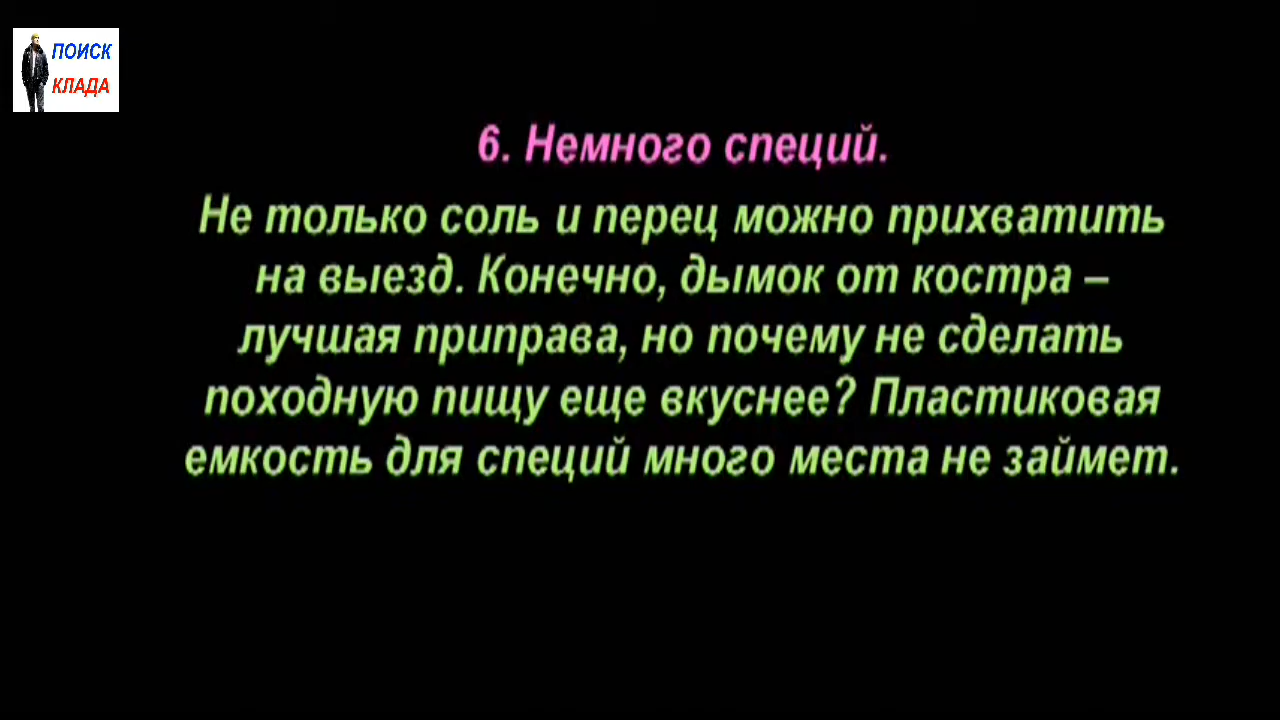 ПОИСК
КЛАДА
6. Немного специй.
Не только соль и перец можно прихватить
на выезд. Конечно, дымок от костра –
лучшая приправа, но почему не сделать
походную пищу еще вкуснее? Пластиковая
емкость для специй много места не займет.